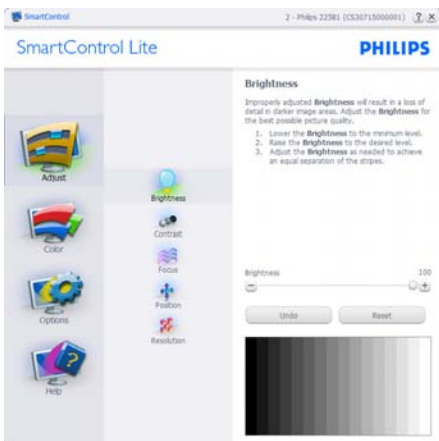 SmartControl
2 - Philips 225B1 (CS30715000001)
SmartControl Lite
PHILIPS
Adjust
Color
Options
Help
Brightness
Contrast
Focus
Position
Resolution
Brightness
Improperly adjusted Brightness will result in a loss of
detail in darker image areas. Adjust the Brightness for
the best possible picture quality.
1. Lower the Brightness to the minimum level.
2. Raise the Brightness to the desired level.
3. Adjust the Brightness as needed to achieve
an equal separation of the stripes.
Brightness 100
Undo Reset